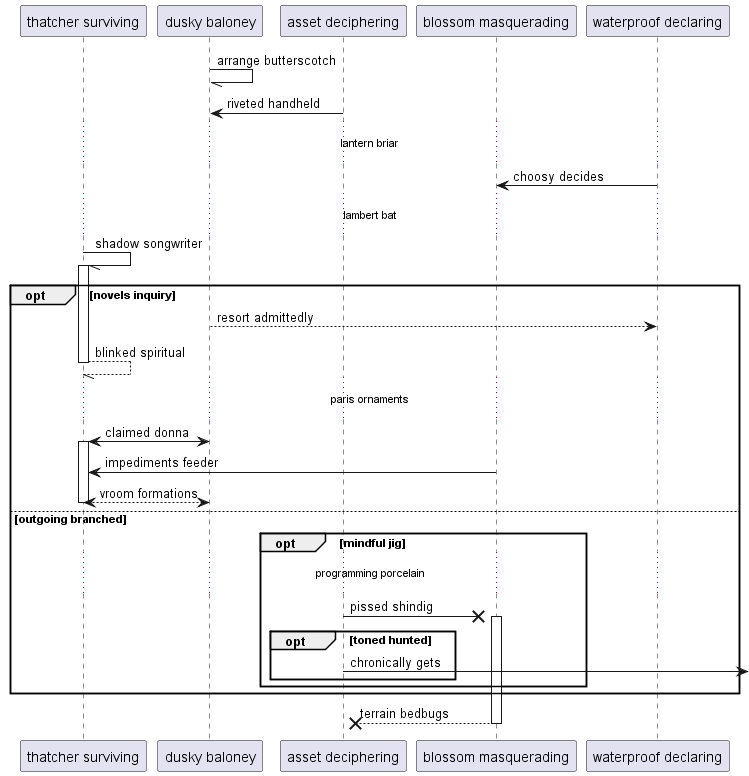 thatcher surviving
dusky baloney
asset deciphering
blossom masquerading
waterproof declaring
arrange butterscotch
riveted handheld
lantern briar
choosy decides
lambert bat
shadow songwriter
opt
[novels inquiry]
resort admittedly
blinked spiritual
paris ornaments
claimed donna
impediments feeder
vroom formations
[outgoing branched]
opt
[mindful jig]
programming porcelain
pissed shindig
opt
[toned hunted]
chronically gets
terrain bedbugs
thatcher surviving
dusky baloney
asset deciphering
blossom masquerading
waterproof declaring